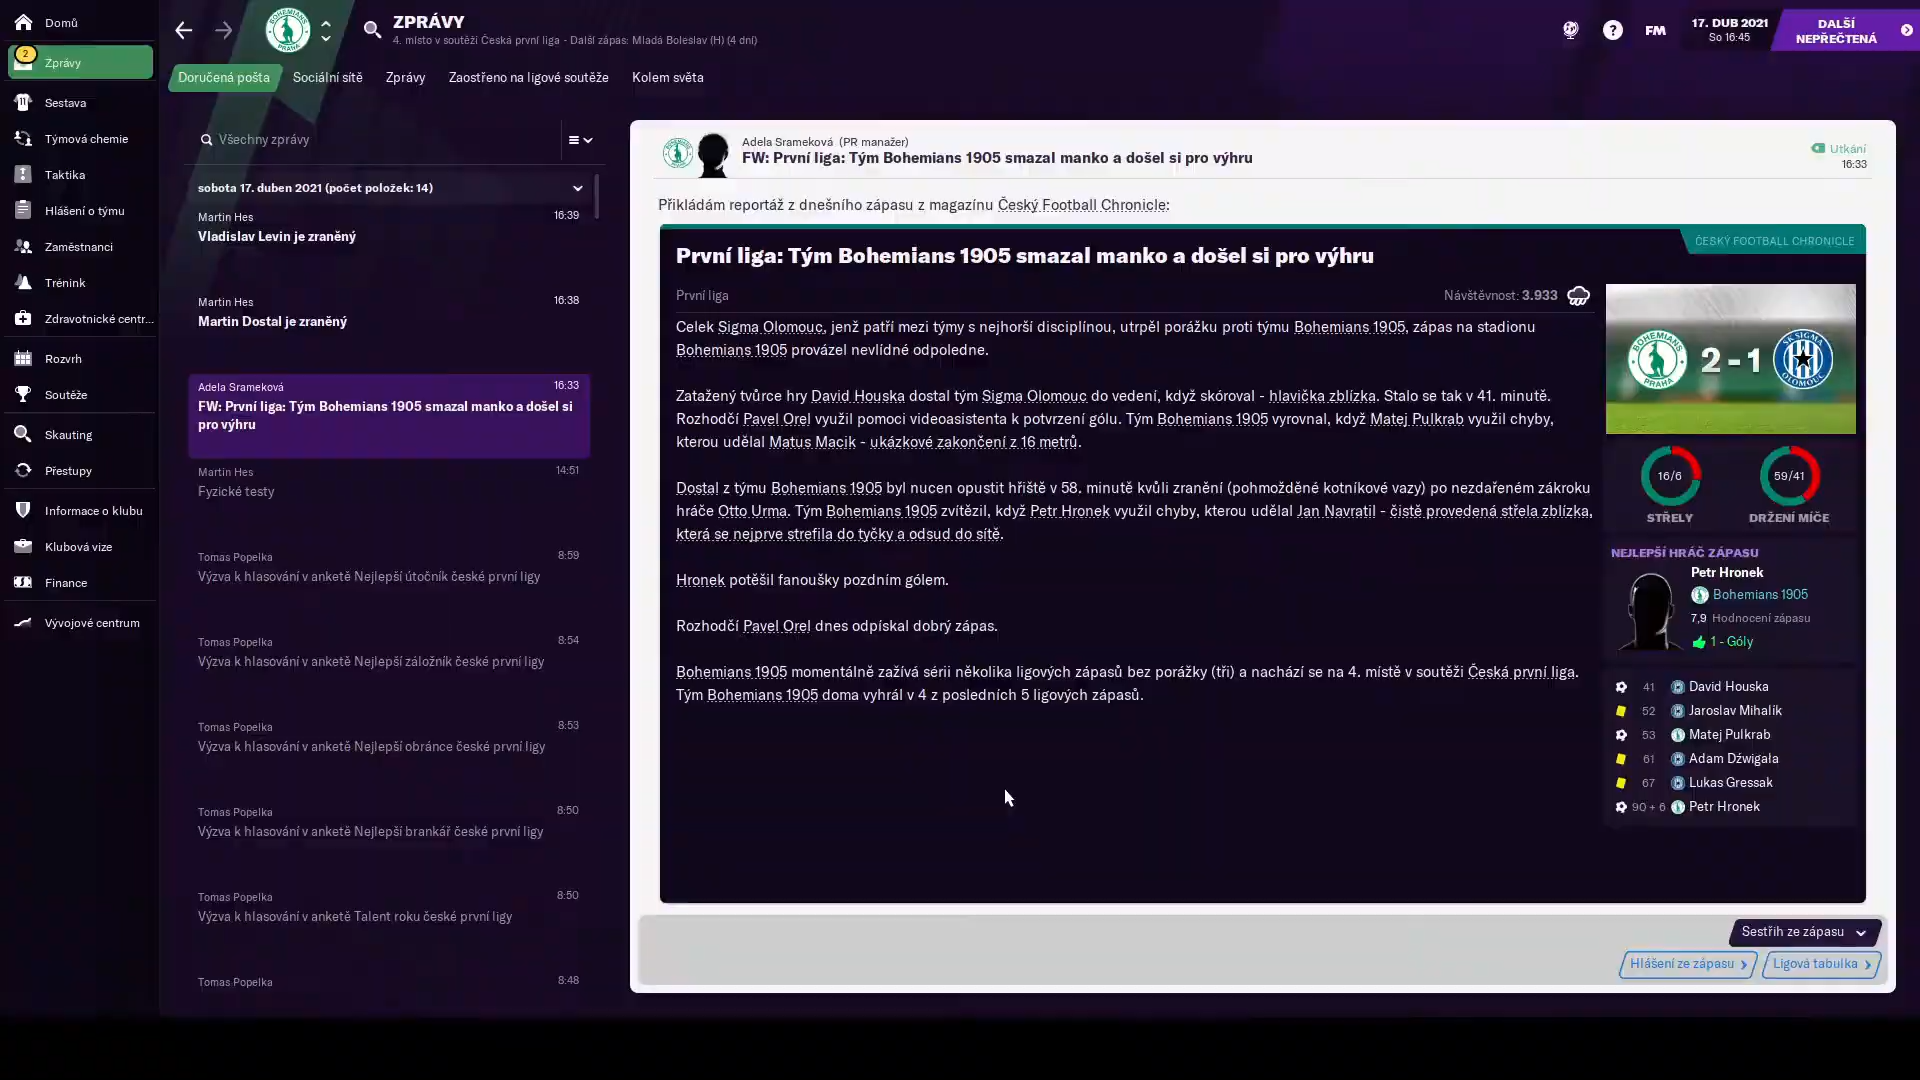 Domů
2
Zprávy
Sestava
Týmová chemie
Taktika
Hlášení o týmu
Zaměstnanci
Trénink
Zdravotnické centr...
Rozvrh
Soutěže
Skauting
Přestupy
Informace o klubu
Klubová vize
Finance
Vývojové centrum
ZPRÁVY
4. místo v soutěži Česká první liga - Další zápas: Mladá Boleslav (H) (4 dní)
FM
17. DUB 2021
So 16:45
DALŠÍ
NEPŘEČTENÁ
Doručená pošta
Sociální sítě
Zprávy
Zaostřeno na ligové soutěže
Kolem světa
Všechny zprávy
sobota 17. duben 2021 (počet položek: 14)
Martin Hes 16:39
Vladislav Levin je zraněný
Martin Hes 16:38
Martin Dostal je zraněný
Adela Srameková 16:33
FW: První liga: Tým Bohemians 1905 smazal manko a došel si
pro výhru
Martin Hes 14:51
Fyzické testy
Tomas Popelka 8:59
Výzva k hlasování v anketě Nejlepší útočník české první ligy
Tomas Popelka 8:54
Výzva k hlasování v anketě Nejlepší záložník české první ligy
Tomas Popelka 8:53
Výzva k hlasování v anketě Nejlepší obránce české první ligy
Tomas Popelka 8:50
Výzva k hlasování v anketě Nejlepší brankář české první ligy
Tomas Popelka 8:50
Výzva k hlasování v anketě Talent roku české první ligy
Tomas Popelka 8:48
Adela Srameková (PR manažer)
FW: První liga: Tým Bohemians 1905 smazal manko a došel si pro výhru
Utkání
16:33
Přikládám reportáž z dnešního zápasu z magazínu Český Football Chronicle:
ČESKÝ FOOTBALL CHRONICLE
První liga: Tým Bohemians 1905 smazal manko a došel si pro výhru
První liga
Návštěvnost: 3.933
Celek Sigma Olomouc, jenž patří mezi týmy s nejhorší disciplínou, utrpěl porážku proti týmu Bohemians 1905, zápas na stadionu
Bohemians 1905 provázel nevlídné odpoledne.
Zatažený tvůrce hry David Houska dostal tým Sigma Olomouc do vedení, když skóroval - hlavička zblízka. Stalo se tak v 41. minutě.
Rozhodčí Pavel Orel využil pomoci videoasistenta k potvrzení gólu. Tým Bohemians 1905 vyrovnal, když Matej Pulkrab využil chyby,
kterou udělal Matus Macik - ukázkové zakončení z 16 metrů.
Dostal z týmu Bohemians 1905 byl nucen opustit hřiště v 58. minutě kvůli zranění (pohmožděné kotníkové vazy) po nezdařeném zákroku
hráče Otto Urma. Tým Bohemians 1905 zvítězil, když Petr Hronek využil chyby, kterou udělal Jan Navratil - čistě provedená střela zblízka,
která se nejprve strefila do tyčky a odsud do sítě.
Hronek potěšil fanoušky pozdním gólem.
Rozhodčí Pavel Orel dnes odpískal dobrý zápas.
Bohemians 1905 momentálně zažívá sérii několika ligových zápasů bez porážky (tři) a nachází se na 4. místě v soutěži Česká první liga.
Tým Bohemians 1905 doma vyhrál v 4 z posledních 5 ligových zápasů.
BOHEMIANS
PRAHA
2 - 1
SK SIGMA
OLOMOUC
16/6
59/41
STŘELY
DRŽENÍ MÍČE
NEJLEPŠÍ HRÁČ ZÁPASU
Petr Hronek
Bohemians 1905
7,9 Hodnocení zápasu
1 - Góly
41 David Houska
52 Jaroslav Mihalík
53 Matej Pulkrab
61 Adam Dźwigala
67 Lukas Gressak
90 + 6 Petr Hronek
Sestřih ze zápasu
Hlášení ze zápasu
Ligová tabulka